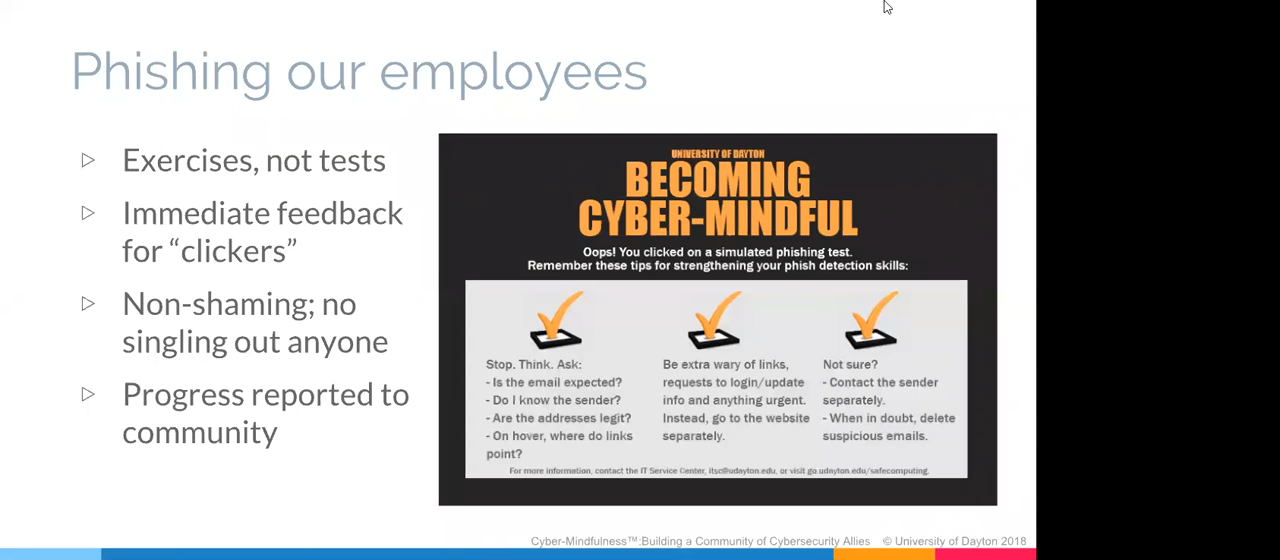 Phishing our employees
Exercises, not tests
Immediate feedback
for “clickers”
Non-shaming; no
singling out anyone
Progress reported to
community
UNIVERSITY OF DAYTON
BECOMING
CYBER-MINDFUL
Oops! You clicked on a simulated phishing test.
Remember these tips for strengthening your phish detection skills:
Stop. Think. Ask:
- Is the email expected?
- Do I know the sender?
- Are the addresses legit?
- On hover, where do links
point?
Be extra wary of links,
requests to login/update
info and anything urgent.
Instead, go to the website
separately.
Not sure?
- Contact the sender
separately.
- When in doubt, delete
suspicious emails.
For more information, contact the IT Service Center, itsc@udayton.edu, or visit go.udayton.edu/safecomputing.
Cyber-Mindfulness™:Building a Community of Cybersecurity Allies © University of Dayton 2018